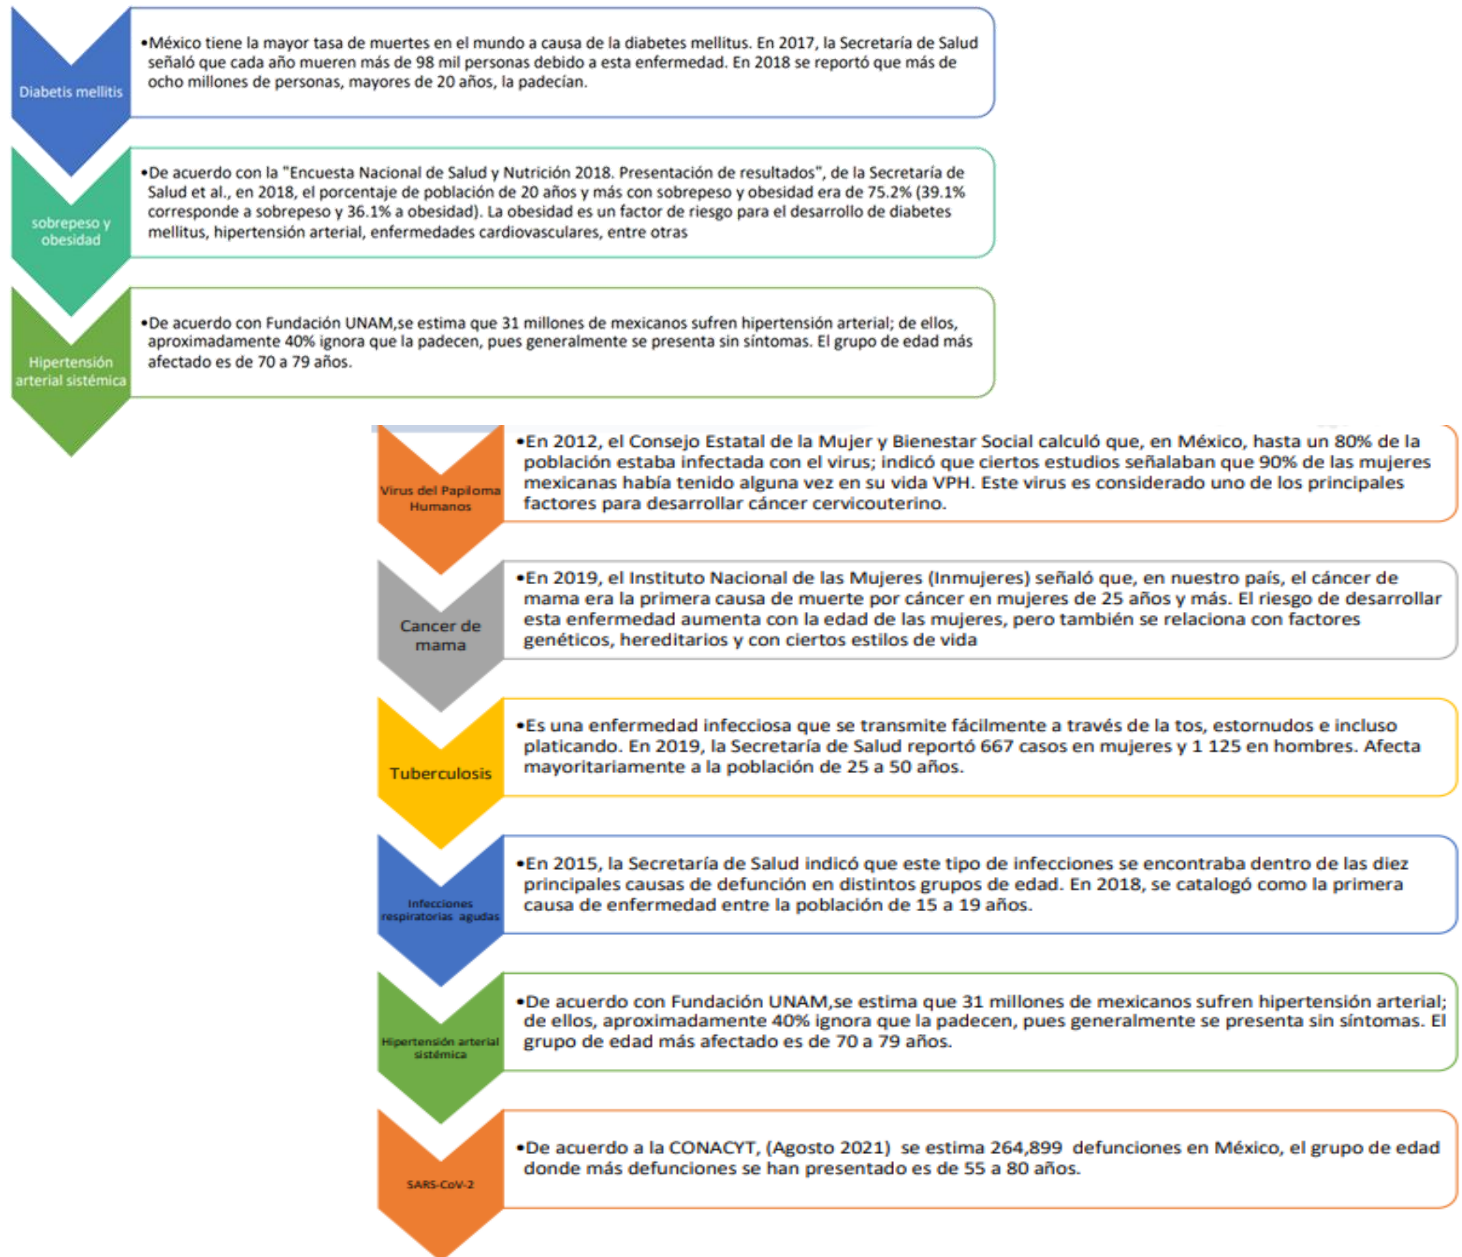 Diabetis mellitis
•México tiene la mayor tasa de muertes en el mundo a causa de la diabetes mellitus. En 2017, la Secretaría de Salud
señaló que cada año mueren más de 98 mil personas debido a esta enfermedad. En 2018 se reportó que más de
ocho millones de personas, mayores de 20 años, la padecían.
sobrepeso y
obesidad
•De acuerdo con la "Encuesta Nacional de Salud y Nutrición 2018. Presentación de resultados", de la Secretaría de
Salud et al., en 2018, el porcentaje de población de 20 años y más con sobrepeso y obesidad era de 75.2% (39.1%
corresponde a sobrepeso y 36.1% a obesidad). La obesidad es un factor de riesgo para el desarrollo de diabetes
mellitus, hipertensión arterial, enfermedades cardiovasculares, entre otras
Hipertensión
arterial sistémica
•De acuerdo con Fundación UNAM,se estima que 31 millones de mexicanos sufren hipertensión arterial; de ellos,
aproximadamente 40% ignora que la padecen, pues generalmente se presenta sin síntomas. El grupo de edad más
afectado es de 70 a 79 años.
Virus del Papiloma
Humanos
•En 2012, el Consejo Estatal de la Mujer y Bienestar Social calculó que, en México, hasta un 80% de la
población estaba infectada con el virus; indicó que ciertos estudios señalaban que 90% de las mujeres
mexicanas había tenido alguna vez en su vida VPH. Este virus es considerado uno de los principales
factores para desarrollar cáncer cervicouterino.
Cancer de
mama
•En 2019, el Instituto Nacional de las Mujeres (Inmujeres) señaló que, en nuestro país, el cáncer de
mama era la primera causa de muerte por cáncer en mujeres de 25 años y más. El riesgo de desarrollar
esta enfermedad aumenta con la edad de las mujeres, pero también se relaciona con factores
genéticos, hereditarios y con ciertos estilos de vida
Tuberculosis
•Es una enfermedad infecciosa que se transmite fácilmente a través de la tos, estornudos e incluso
platicando. En 2019, la Secretaría de Salud reportó 667 casos en mujeres y 1 125 en hombres. Afecta
mayoritariamente a la población de 25 a 50 años.
Infecciones
respiratorias agudas
•En 2015, la Secretaría de Salud indicó que este tipo de infecciones se encontraba dentro de las diez
principales causas de defunción en distintos grupos de edad. En 2018, se catalogó como la primera
causa de enfermedad entre la población de 15 a 19 años.
Hipertensión arterial
sistémica
•De acuerdo con Fundación UNAM,se estima que 31 millones de mexicanos sufren hipertensión arterial;
de ellos, aproximadamente 40% ignora que la padecen, pues generalmente se presenta sin síntomas. El
grupo de edad más afectado es de 70 a 79 años.
SARS-CoV-2
•De acuerdo a la CONACYT, (Agosto 2021) se estima 264,899 defunciones en México, el grupo de edad
donde más defunciones se han presentado es de 55 a 80 años.